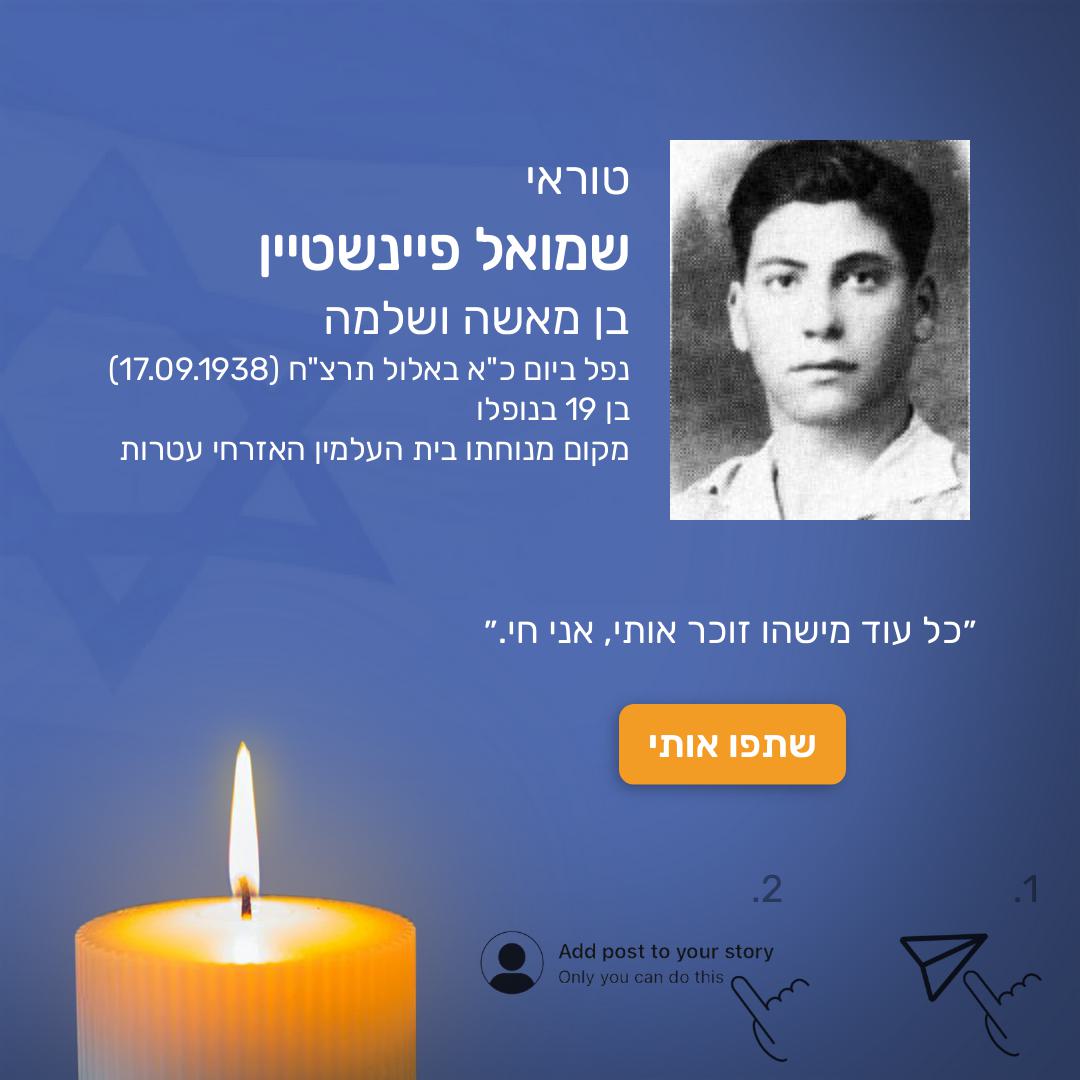 טוראי
שמואל פיינשטיין
בן מאשה ושלמה
נפל ביום כ"א באלול תרצ"ח (17.09.1938)
בן 19 בנופלו
מקום מנוחתו בית העלמין האזרחי עטרות
״כל עוד מישהו זוכר אותי, אני חי.״
שתפו אותי
.1
.2
Add post to your story
Only you can do this